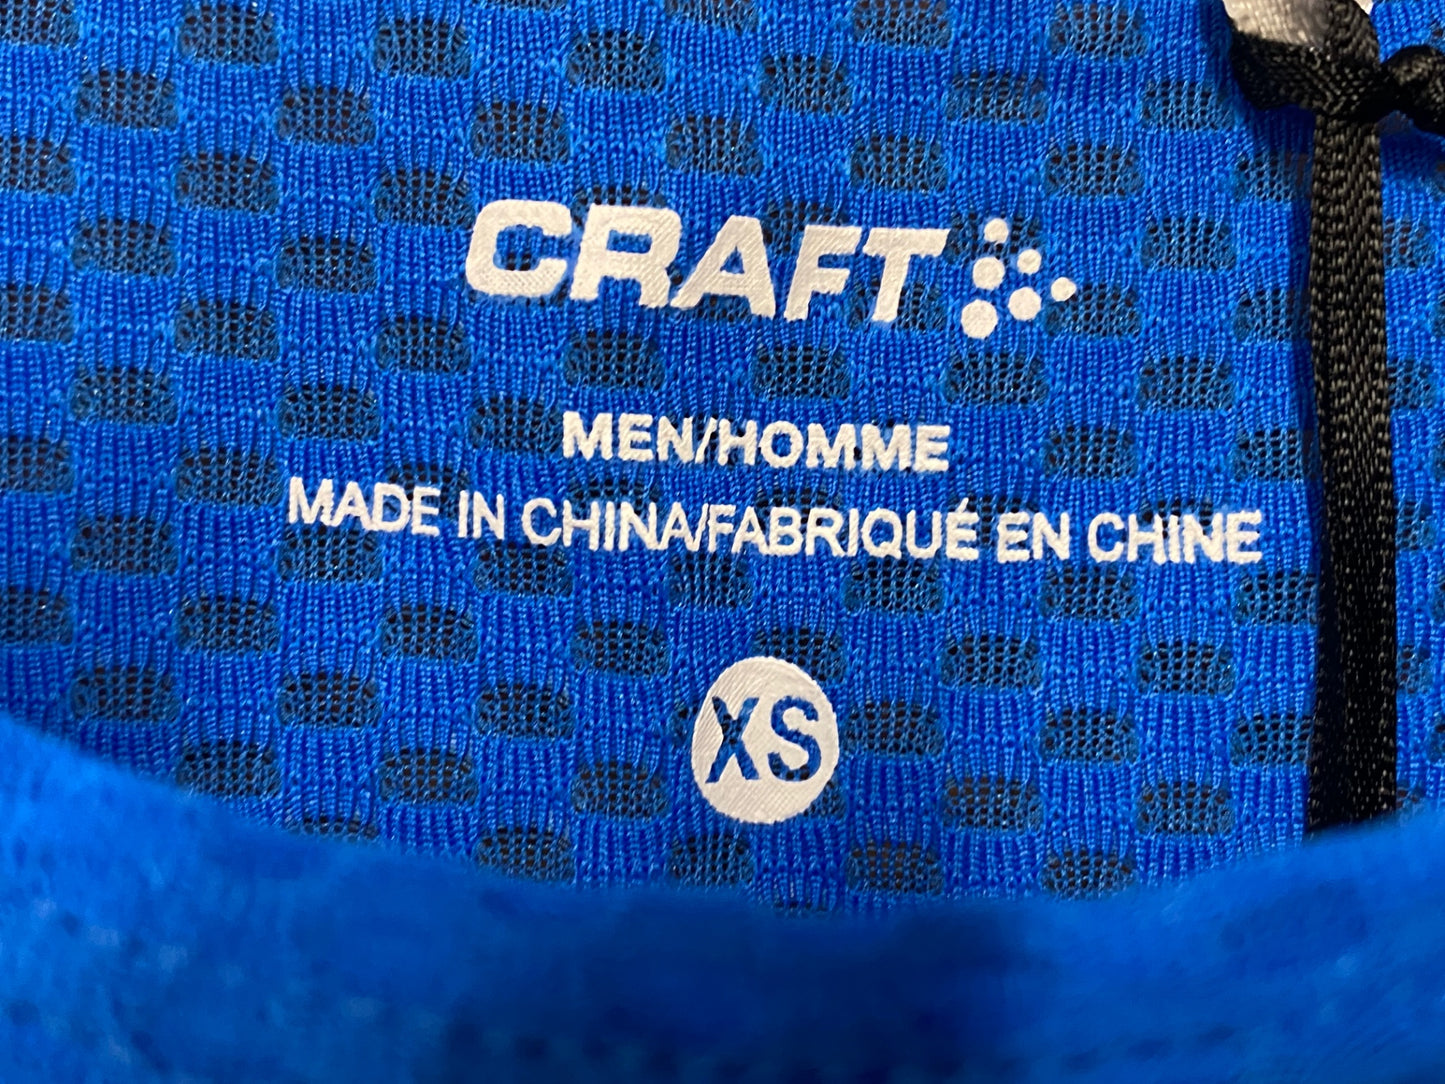 CRAFT
MEN/HOMME
MADE IN CHINA/FABRIQUÉ EN CHINE
XS